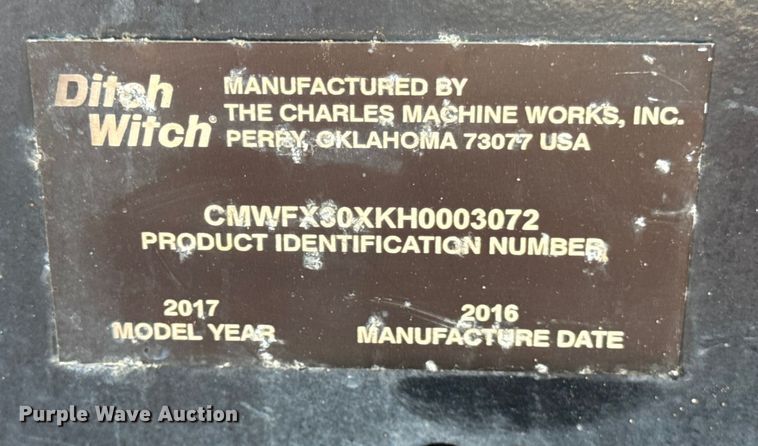 Ditch
Witch®
MANUFACTURED BY
THE CHARLES MACHINE WORKS, INC.
PERRY, OKLAHOMA 73077 USA
CMWFX30XKH0003072
PRODUCT IDENTIFICATION NUMBER
2017
MODEL YEAR
2016
MANUFACTURE DATE
Purple Wave Auction